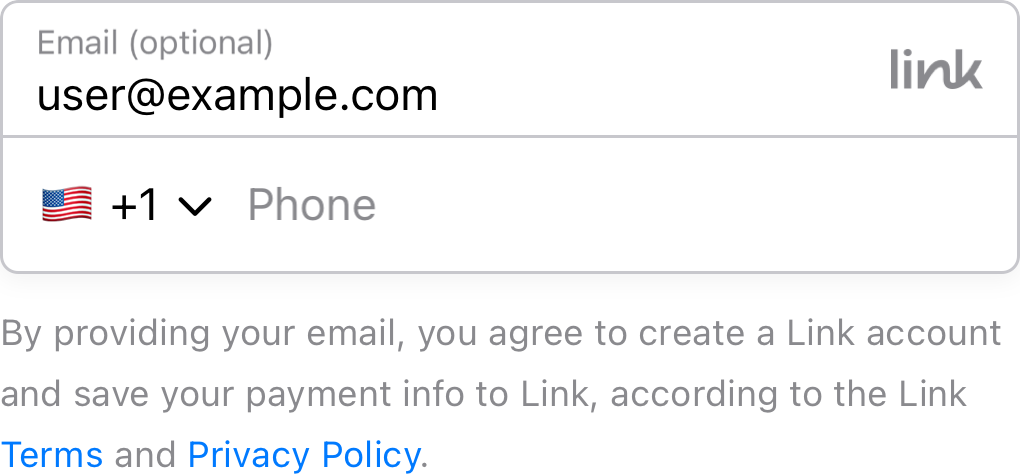 Email (optional)
user@example.com
link
+1 Phone
By providing your email, you agree to create a Link account
and save your payment info to Link, according to the Link
Terms and Privacy Policy.